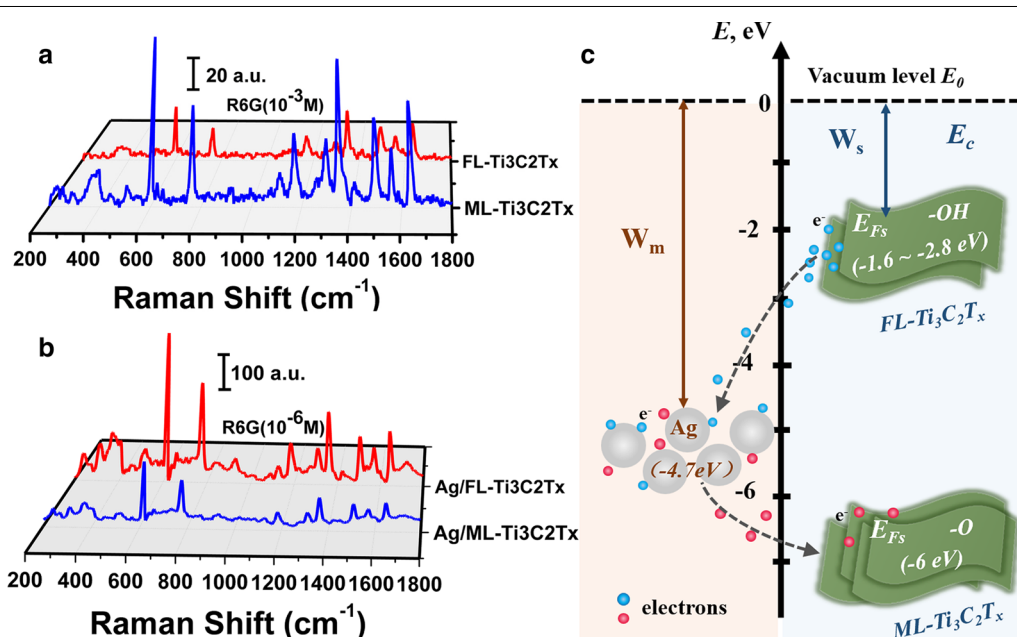 a
20 a.u.
R6G(10⁻³M)
FL-Ti3C2Tx
ML-Ti3C2Tx
200 400 600 800 1000 1200 1400 1600 1800
Raman Shift (cm⁻¹)
b
100 a.u.
R6G(10⁻⁶M)
Ag/FL-Ti3C2Tx
Ag/ML-Ti3C2Tx
200 400 600 800 1000 1200 1400 1600 1800
Raman Shift (cm⁻¹)
c
E, eV
Vacuum level E₀
0
-2
-4
-6
Wₘ
Wₛ
E𝒸
e⁻
E_Fs -OH
(-1.6 ~ -2.8 eV)
FL-Ti₃C₂Tₓ
e⁻
Ag
(-4.7eV)
e⁻
E_Fs -O
(-6 eV)
ML-Ti₃C₂Tₓ
electrons